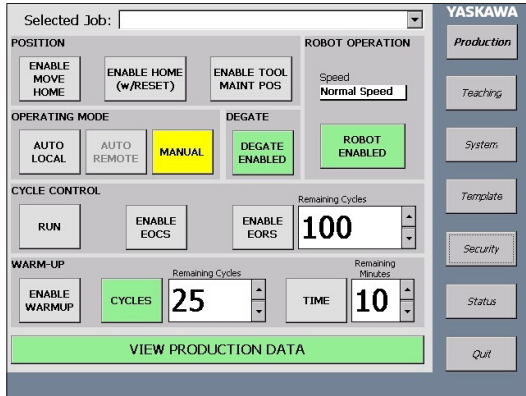 Selected Job:
YASKAWA
POSITION
ROBOT OPERATION
ENABLE
MOVE
HOME
ENABLE HOME
(w/RESET)
ENABLE TOOL
MAINT POS
Speed
Normal Speed
OPERATING MODE
DEGATE
AUTO
LOCAL
AUTO
REMOTE
MANUAL
DEGATE
ENABLED
ROBOT
ENABLED
CYCLE CONTROL
RUN
ENABLE
EOCS
ENABLE
EORS
Remaining Cycles
100
WARM-UP
ENABLE
WARMUP
CYCLES
Remaining Cycles
25
TIME
Remaining
Minutes
10
VIEW PRODUCTION DATA
Production
Teaching
System
Template
Security
Status
Quit